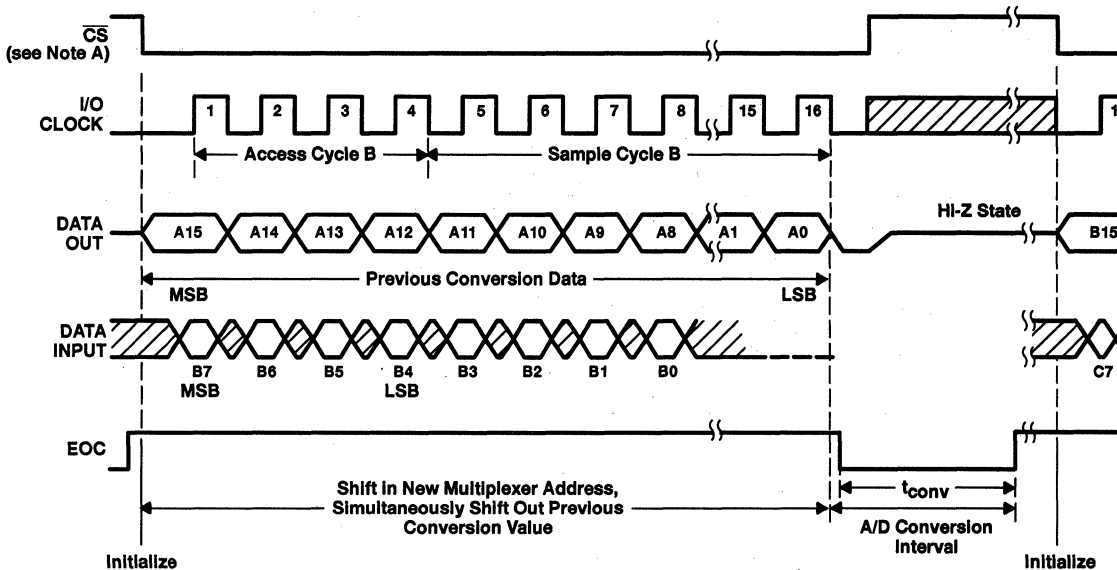 CS
(see Note A)
I/O
CLOCK
1 2 3 4 5 6 7 8 15 16 1
Access Cycle B
Sample Cycle B
DATA
OUT
A15 A14 A13 A12 A11 A10 A9 A8 A1 A0
Hi-Z State
B15
Previous Conversion Data
MSB
LSB
DATA
INPUT
B7 B6 B5 B4 B3 B2 B1 B0
C7
MSB
LSB
EOC
tconv
Shift in New Multiplexer Address,
Simultaneously Shift Out Previous
Conversion Value
A/D Conversion
Interval
Initialize
Initialize